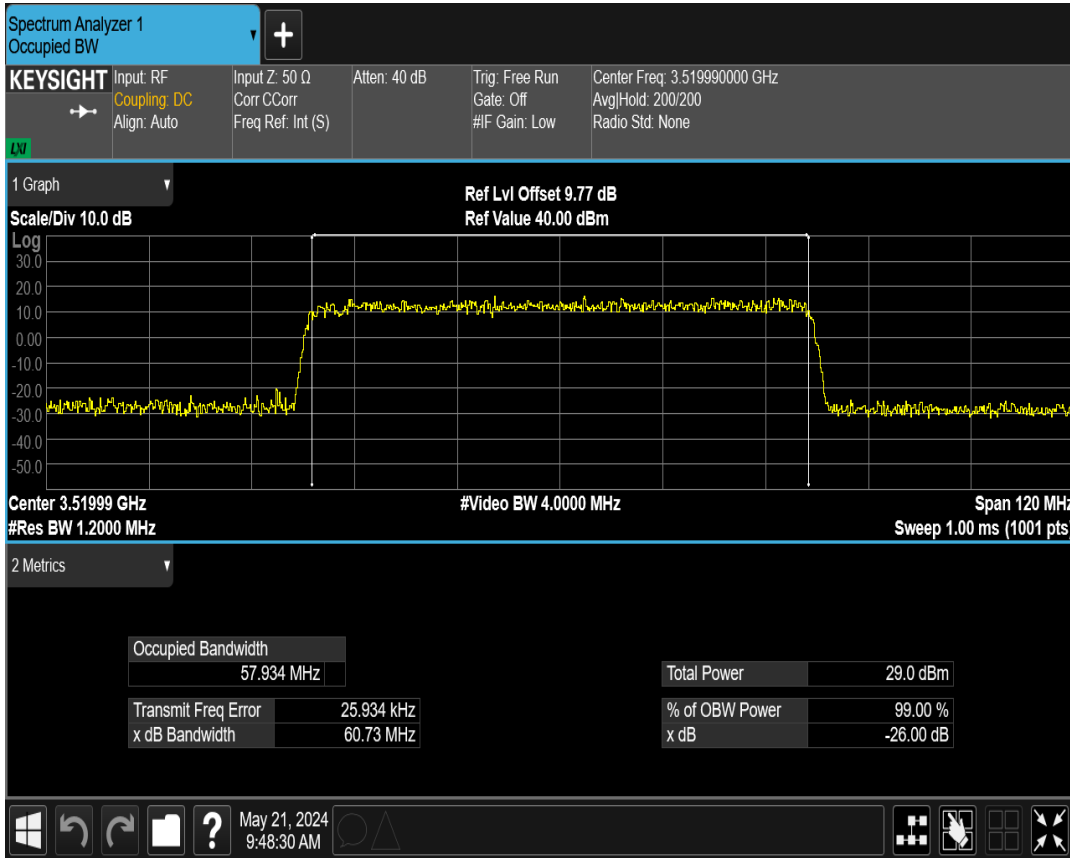 Spectrum Analyzer 1
Occupied BW
+
KEYSIGHT
LXI
Input: RF
Coupling: DC
Align: Auto
Input Z: 50 Ω
Corr CCorr
Freq Ref: Int (S)
Atten: 40 dB
Trig: Free Run
Gate: Off
#IF Gain: Low
Center Freq: 3.519990000 GHz
Avg|Hold: 200/200
Radio Std: None
1 Graph
Scale/Div 10.0 dB
Ref Lvl Offset 9.77 dB
Ref Value 40.00 dBm
Log
30.0
20.0
10.0
0.00
-10.0
-20.0
-30.0
-40.0
-50.0
Center 3.51999 GHz
#Video BW 4.0000 MHz
Span 120 MHz
#Res BW 1.2000 MHz
Sweep 1.00 ms (1001 pts)
2 Metrics
Occupied Bandwidth
57.934 MHz
Transmit Freq Error 25.934 kHz
x dB Bandwidth 60.73 MHz
Total Power 29.0 dBm
% of OBW Power 99.00 %
x dB -26.00 dB
?
May 21, 2024
9:48:30 AM